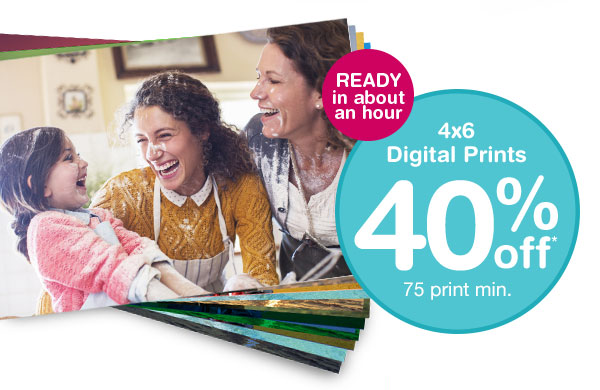 READY
in about
an hour
4x6
Digital Prints
40% off*
75 print min.